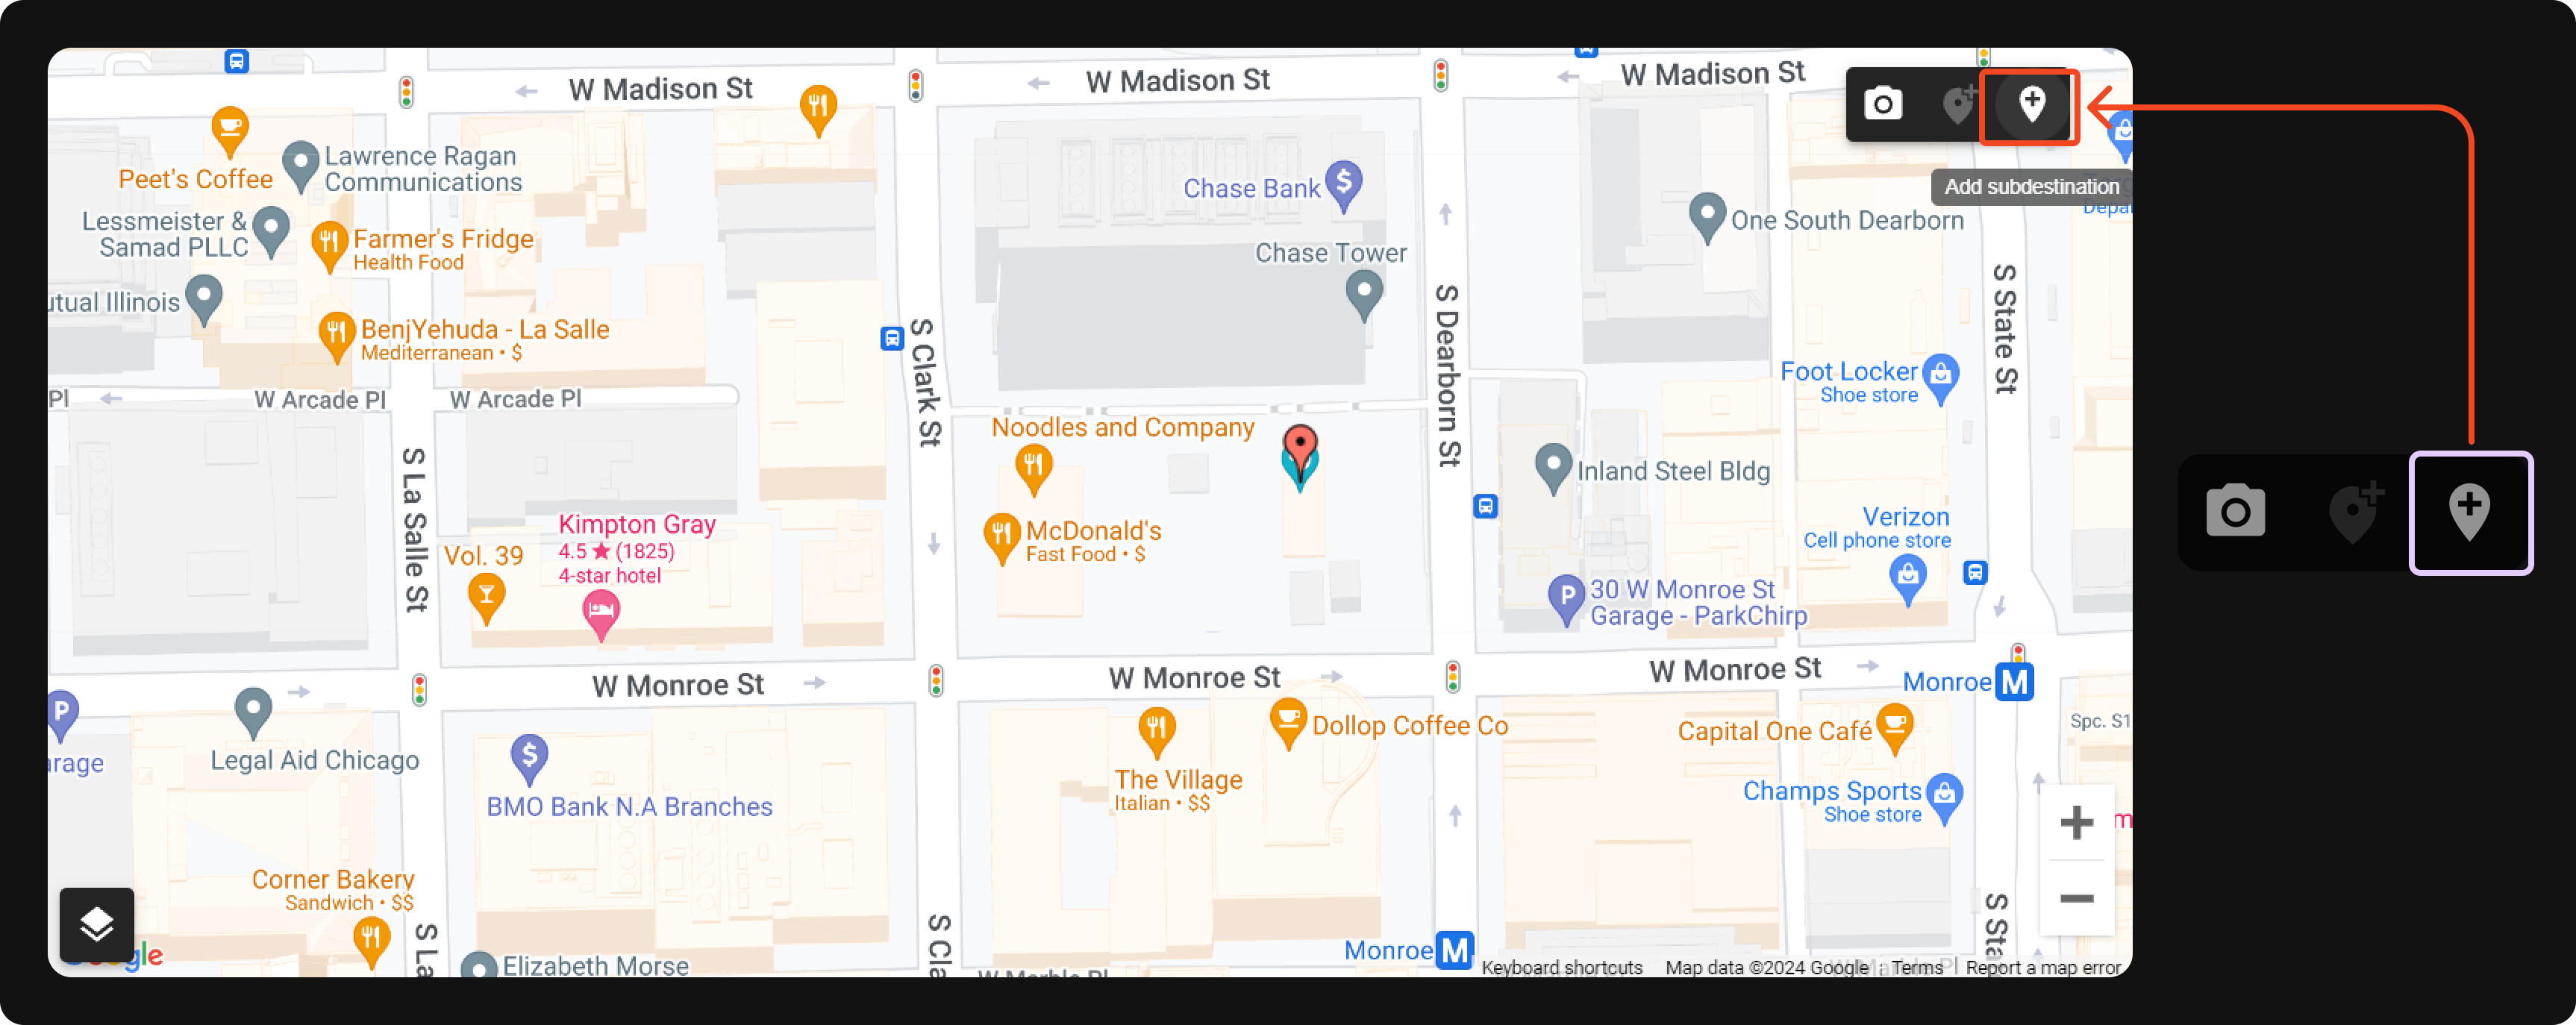 W Madison St
W Madison St
W Madison St
Peet's Coffee
Lawrence Ragan
Communications
Chase Bank
$
Add subdestination
Lessmeister &
Samad PLLC
Farmer's Fridge
Health Food
One South Dearborn
Chase Tower
utual Illinois
BenjYehuda - La Salle
Mediterranean • $
S Clark St
S Dearborn St
S State St
Foot Locker
Shoe store
Pl
W Arcade Pl
W Arcade Pl
Noodles and Company
S La Salle St
Inland Steel Bldg
Kimpton Gray
4.5 ★ (1825)
4-star hotel
Vol. 39
McDonald's
Fast Food • $
Verizon
Cell phone store
P
30 W Monroe St
Garage - ParkChirp
W Monroe St
W Monroe St
W Monroe St
Monroe M
P
arage
Legal Aid Chicago
$
BMO Bank N.A Branches
Dollop Coffee Co
The Village
Italian • $$
Capital One Café
Spc. S1
Champs Sports
Shoe store
Corner Bakery
Sandwich • $$
S La
S Cla
S Sta
Elizabeth Morse
Monroe M
Keyboard shortcuts
Map data ©2024 Google
Terms
Report a map error